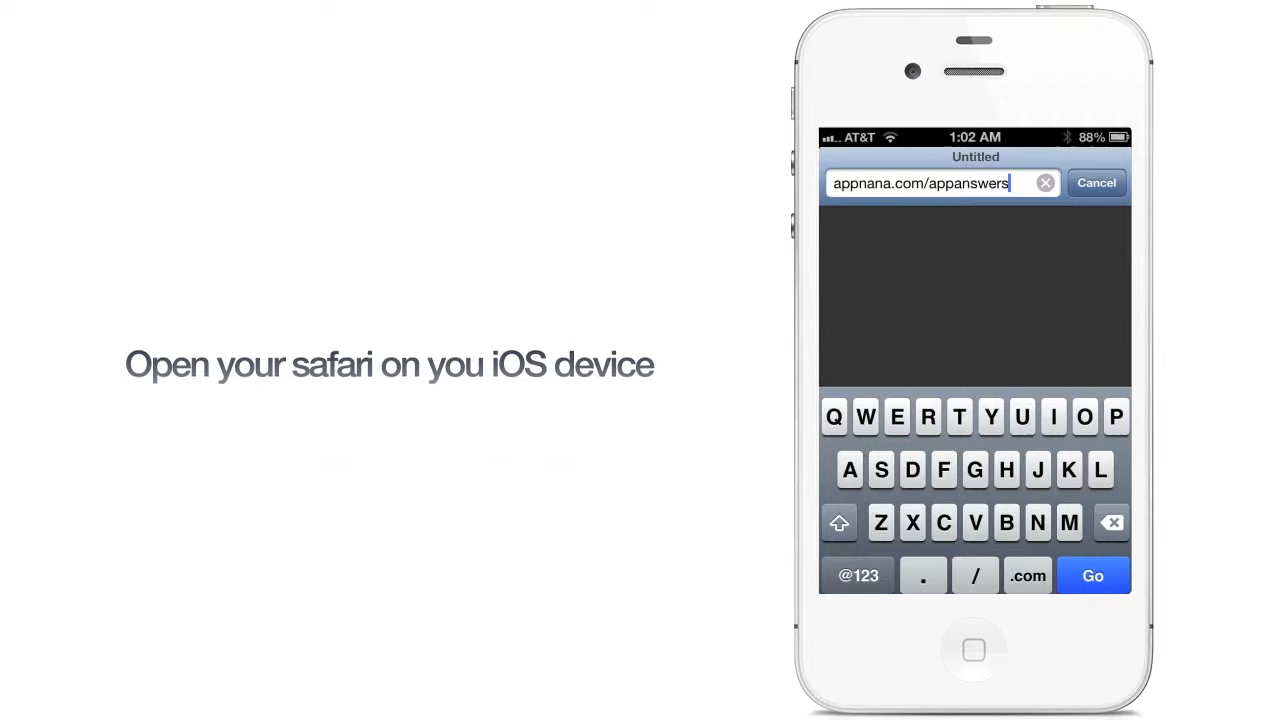 AT&T 1:02 AM 88%
Untitled
appnana.com/appanswers Cancel
Open your safari on you iOS device
Q W E R T Y U I O P
A S D F G H J K L
Z X C V B N M
@123 . / .com Go